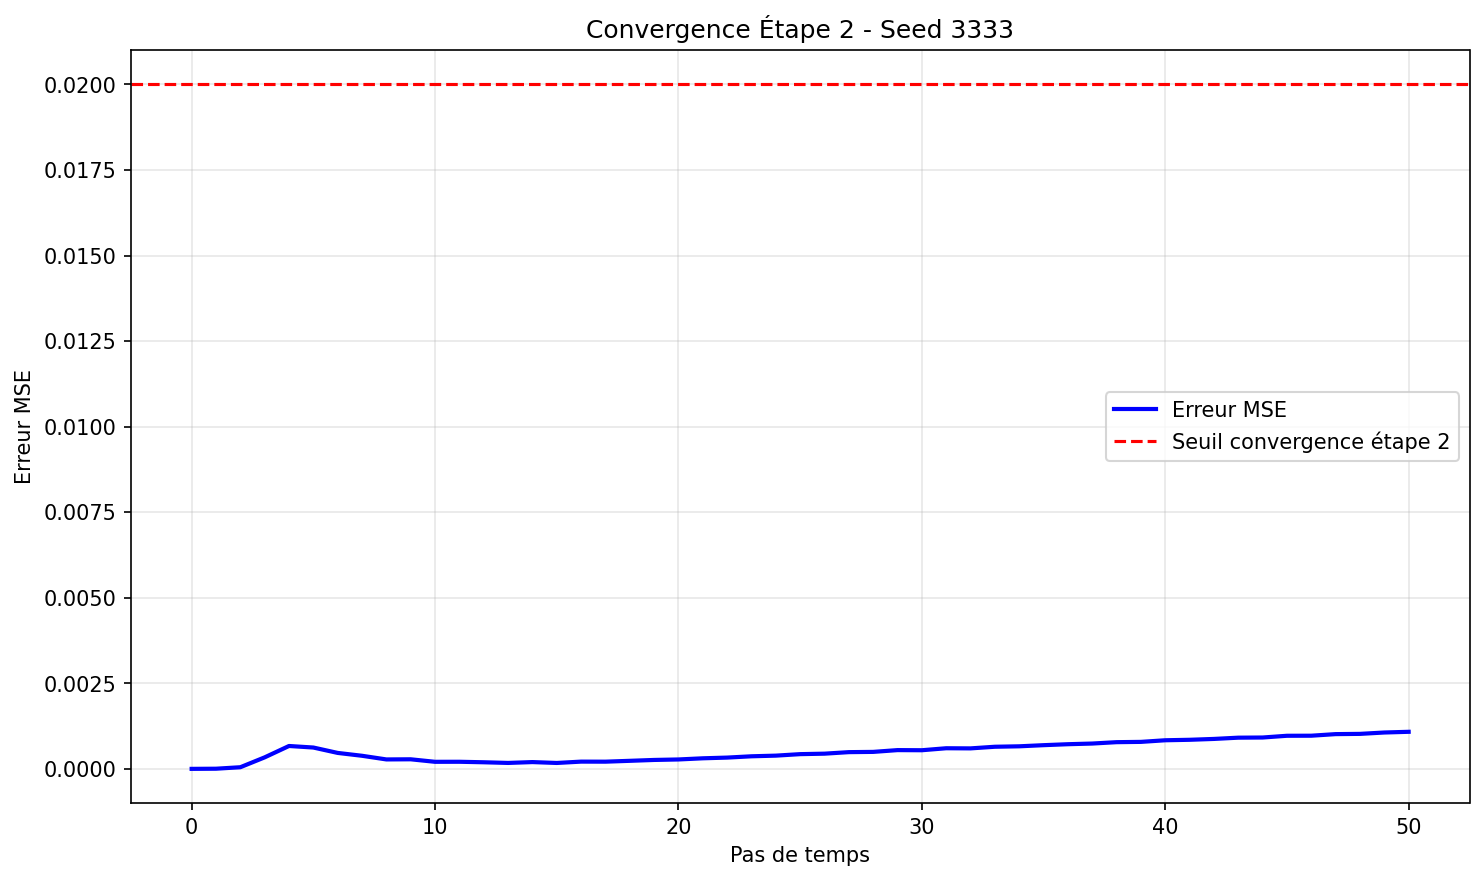 Convergence Étape 2 - Seed 3333
0.0200
0.0175
0.0150
0.0125
0.0100
0.0075
0.0050
0.0025
0.0000
Erreur MSE
Erreur MSE
Seuil convergence étape 2
0 10 20 30 40 50
Pas de temps